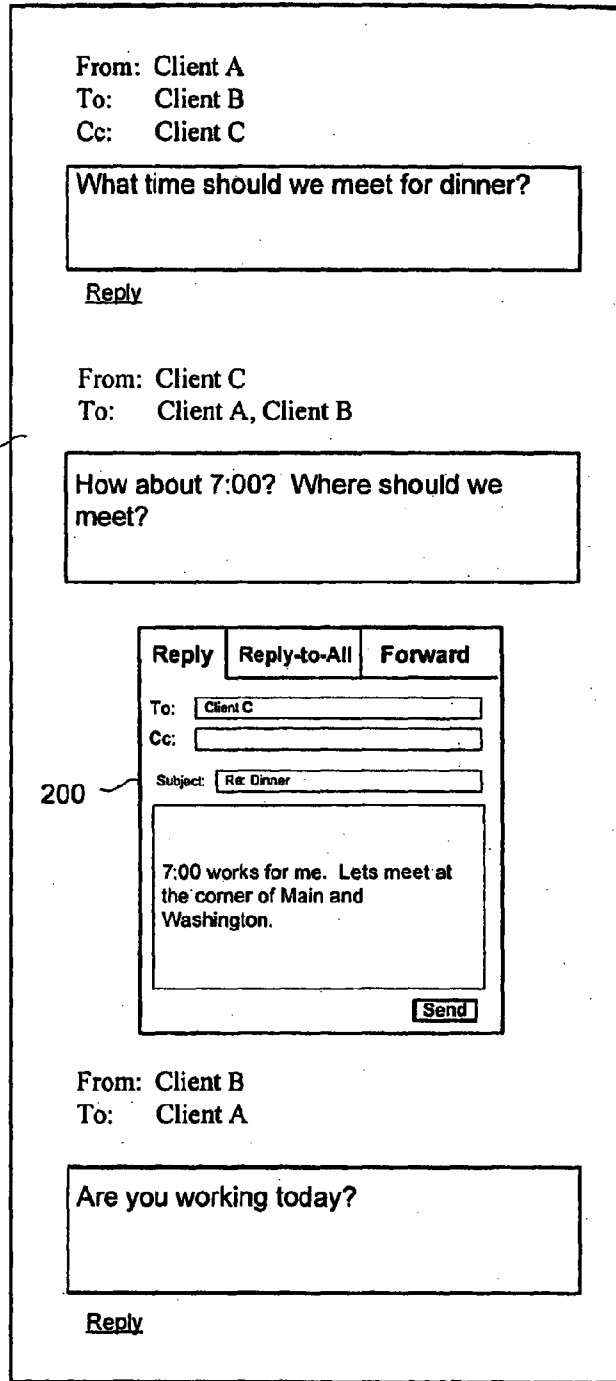 From: Client A
To: Client B
Cc: Client C
What time should we meet for dinner?
Reply
From: Client C
To: Client A, Client B
How about 7:00? Where should we
meet?
Reply Reply-to-All Forward
To: Client C
Cc:
Subject: Re: Dinner
200
7:00 works for me. Lets meet at
the corner of Main and
Washington.
Send
From: Client B
To: Client A
Are you working today?
Reply